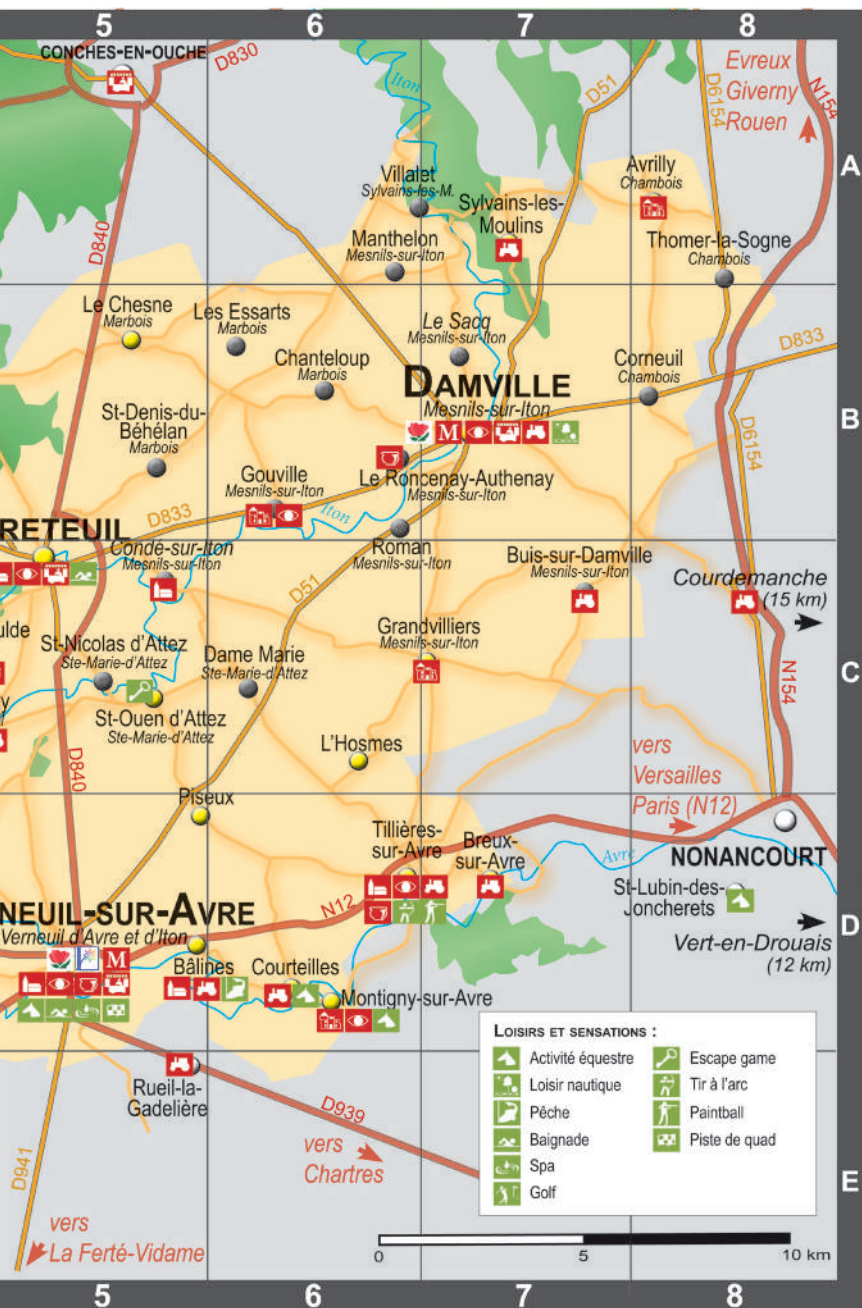 5 6 7 8
CONCHES-EN-OUCHE
D830
Iton
D51
D6154
Evreux
Giverny
Rouen
N154
A
Villalet
Sylvains-les-M.
Sylvains-les-
Moulins
Avrilly
Chambois
D840
Manthelon
Mesnils-sur-Iton
Thomer-la-Sogne
Chambois
Le Chesne
Marbois
Les Essarts
Marbois
Le Sacq
Mesnils-sur-Iton
D833
Chanteloup
Marbois
Corneuil
Chambois
DAMVILLE
Mesnils-sur-Iton
B
St-Denis-du-
Béhélan
Marbois
M
D6154
Gouville
Mesnils-sur-Iton
Le Roncenay-Authenay
Mesnils-sur-Iton
D833
Iton
RETEUIL
Condé-sur-Iton
Mesnils-sur-Iton
Roman
Mesnils-sur-Iton
Buis-sur-Damville
Mesnils-sur-Iton
D51
Courdemanche
(15 km)
ulde
St-Nicolas d'Attez
Ste-Marie-d'Attez
Dame Marie
Ste-Marie-d'Attez
Grandvilliers
Mesnils-sur-Iton
C
N154
y
St-Ouen d'Attez
Ste-Marie-d'Attez
L'Hosmes
D840
vers
Versailles
Paris (N12)
Piseux
Tillières-
sur-Avre
Breux-
sur-Avre
Avre
NONANCOURT
St-Lubin-des-
Joncherets
NEUIL-SUR-AVRE
Verneuil d'Avre et d'Iton
N12
D
Vert-en-Drouais
(12 km)
M
Bâlines
Courteilles
Montigny-sur-Avre
LOISIRS ET SENSATIONS :
Activité équestre
Loisir nautique
Pêche
Baignade
Spa
Golf
Escape game
Tir à l'arc
Paintball
Piste de quad
Rueil-la-
Gadelière
D939
vers
Chartres
D941
E
vers
La Ferté-Vidame
0 5 10 km
5 6 7 8